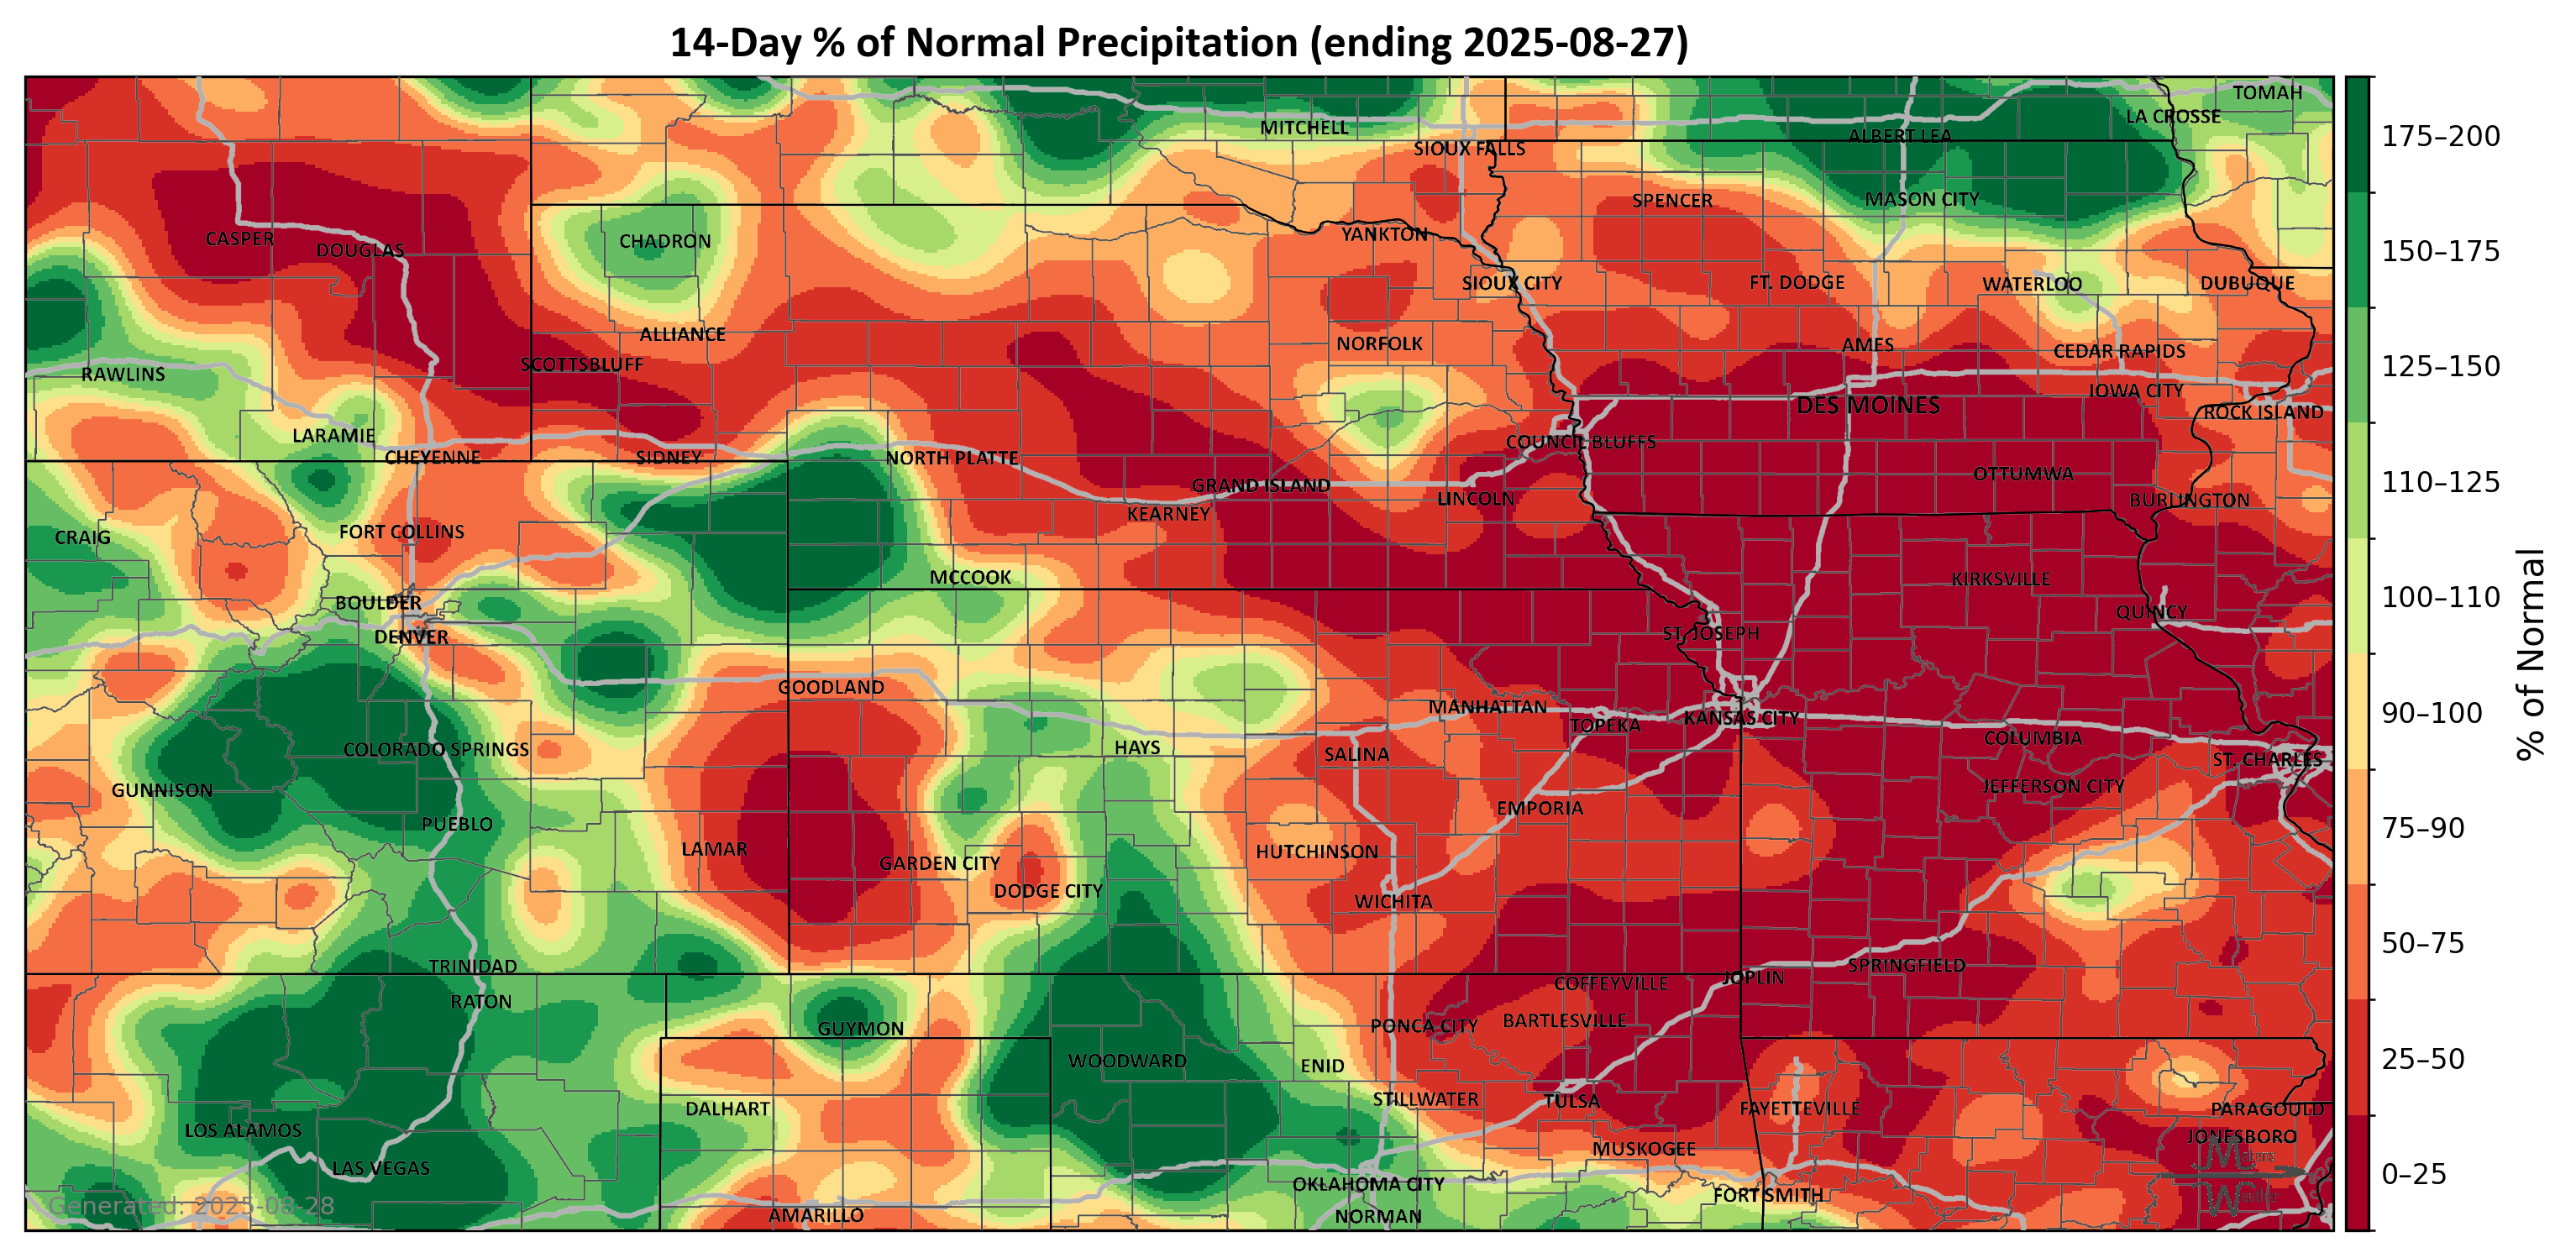 14-Day % of Normal Precipitation (ending 2025-08-27)
TOMAH
LA CROSSE
MITCHELL
ALBERT LEA
SIOUX FALLS
SPENCER
MASON CITY
YANKTON
CASPER
DOUGLAS
CHADRON
SIOUX CITY
FT. DODGE
WATERLOO
DUBUQUE
ALLIANCE
NORFOLK
AMES
CEDAR RAPIDS
SCOTTSBLUFF
RAWLINS
IOWA CITY
DES MOINES
ROCK ISLAND
LARAMIE
COUNCIL BLUFFS
CHEYENNE
SIDNEY
NORTH PLATTE
OTTUMWA
GRAND ISLAND
LINCOLN
BURLINGTON
KEARNEY
CRAIG
FORT COLLINS
MCCOOK
KIRKSVILLE
BOULDER
QUINCY
DENVER
ST. JOSEPH
GOODLAND
MANHATTAN
TOPEKA
KANSAS CITY
COLORADO SPRINGS
HAYS
SALINA
COLUMBIA
ST. CHARLES
GUNNISON
JEFFERSON CITY
EMPORIA
PUEBLO
LAMAR
GARDEN CITY
HUTCHINSON
DODGE CITY
WICHITA
TRINIDAD
SPRINGFIELD
JOPLIN
COFFEYVILLE
RATON
GUYMON
PONCA CITY
BARTLESVILLE
WOODWARD
ENID
STILLWATER
TULSA
DALHART
FAYETTEVILLE
PARAGOULD
LOS ALAMOS
JONESBORO
MUSKOGEE
LAS VEGAS
OKLAHOMA CITY
FORT SMITH
AMARILLO
NORMAN
Generated: 2025-08-28
175–200
150–175
125–150
110–125
100–110
90–100
75–90
50–75
25–50
0–25
% of Normal